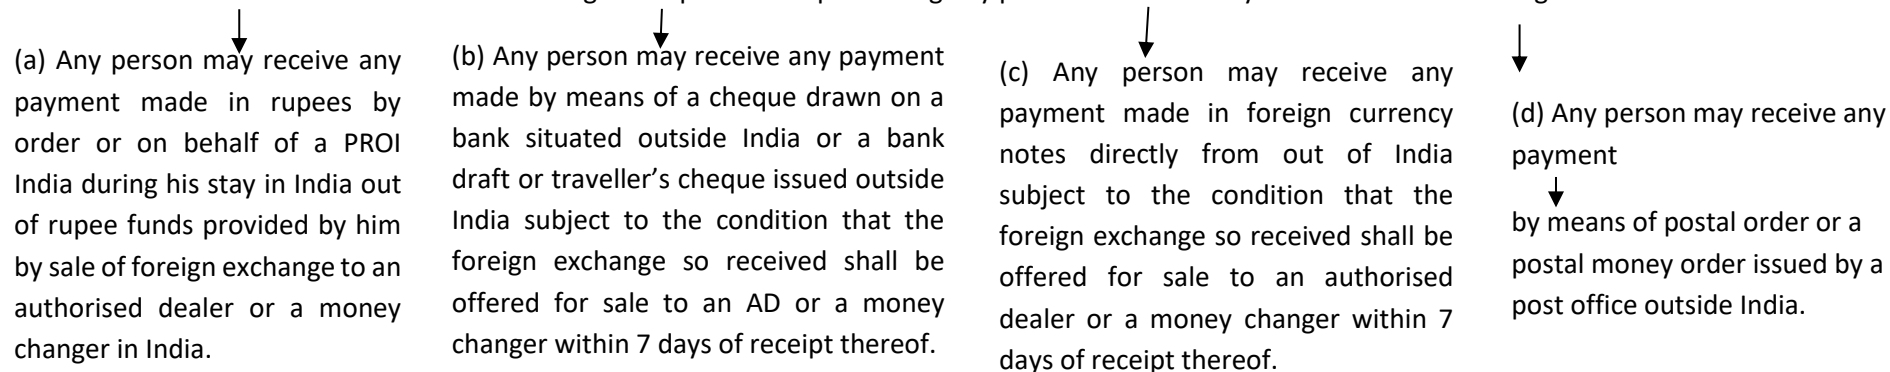 (a) Any person may receive any
payment made in rupees by
order or on behalf of a PROI
India during his stay in India out
of rupee funds provided by him
by sale of foreign exchange to an
authorised dealer or a money
changer in India.
(b) Any person may receive any payment
made by means of a cheque drawn on a
bank situated outside India or a bank
draft or traveller’s cheque issued outside
India subject to the condition that the
foreign exchange so received shall be
offered for sale to an AD or a money
changer within 7 days of receipt thereof.
(c) Any person may receive any
payment made in foreign currency
notes directly from out of India
subject to the condition that the
foreign exchange so received shall be
offered for sale to an authorised
dealer or a money changer within 7
days of receipt thereof.
(d) Any person may receive any
payment
by means of postal order or a
postal money order issued by a
post office outside India.